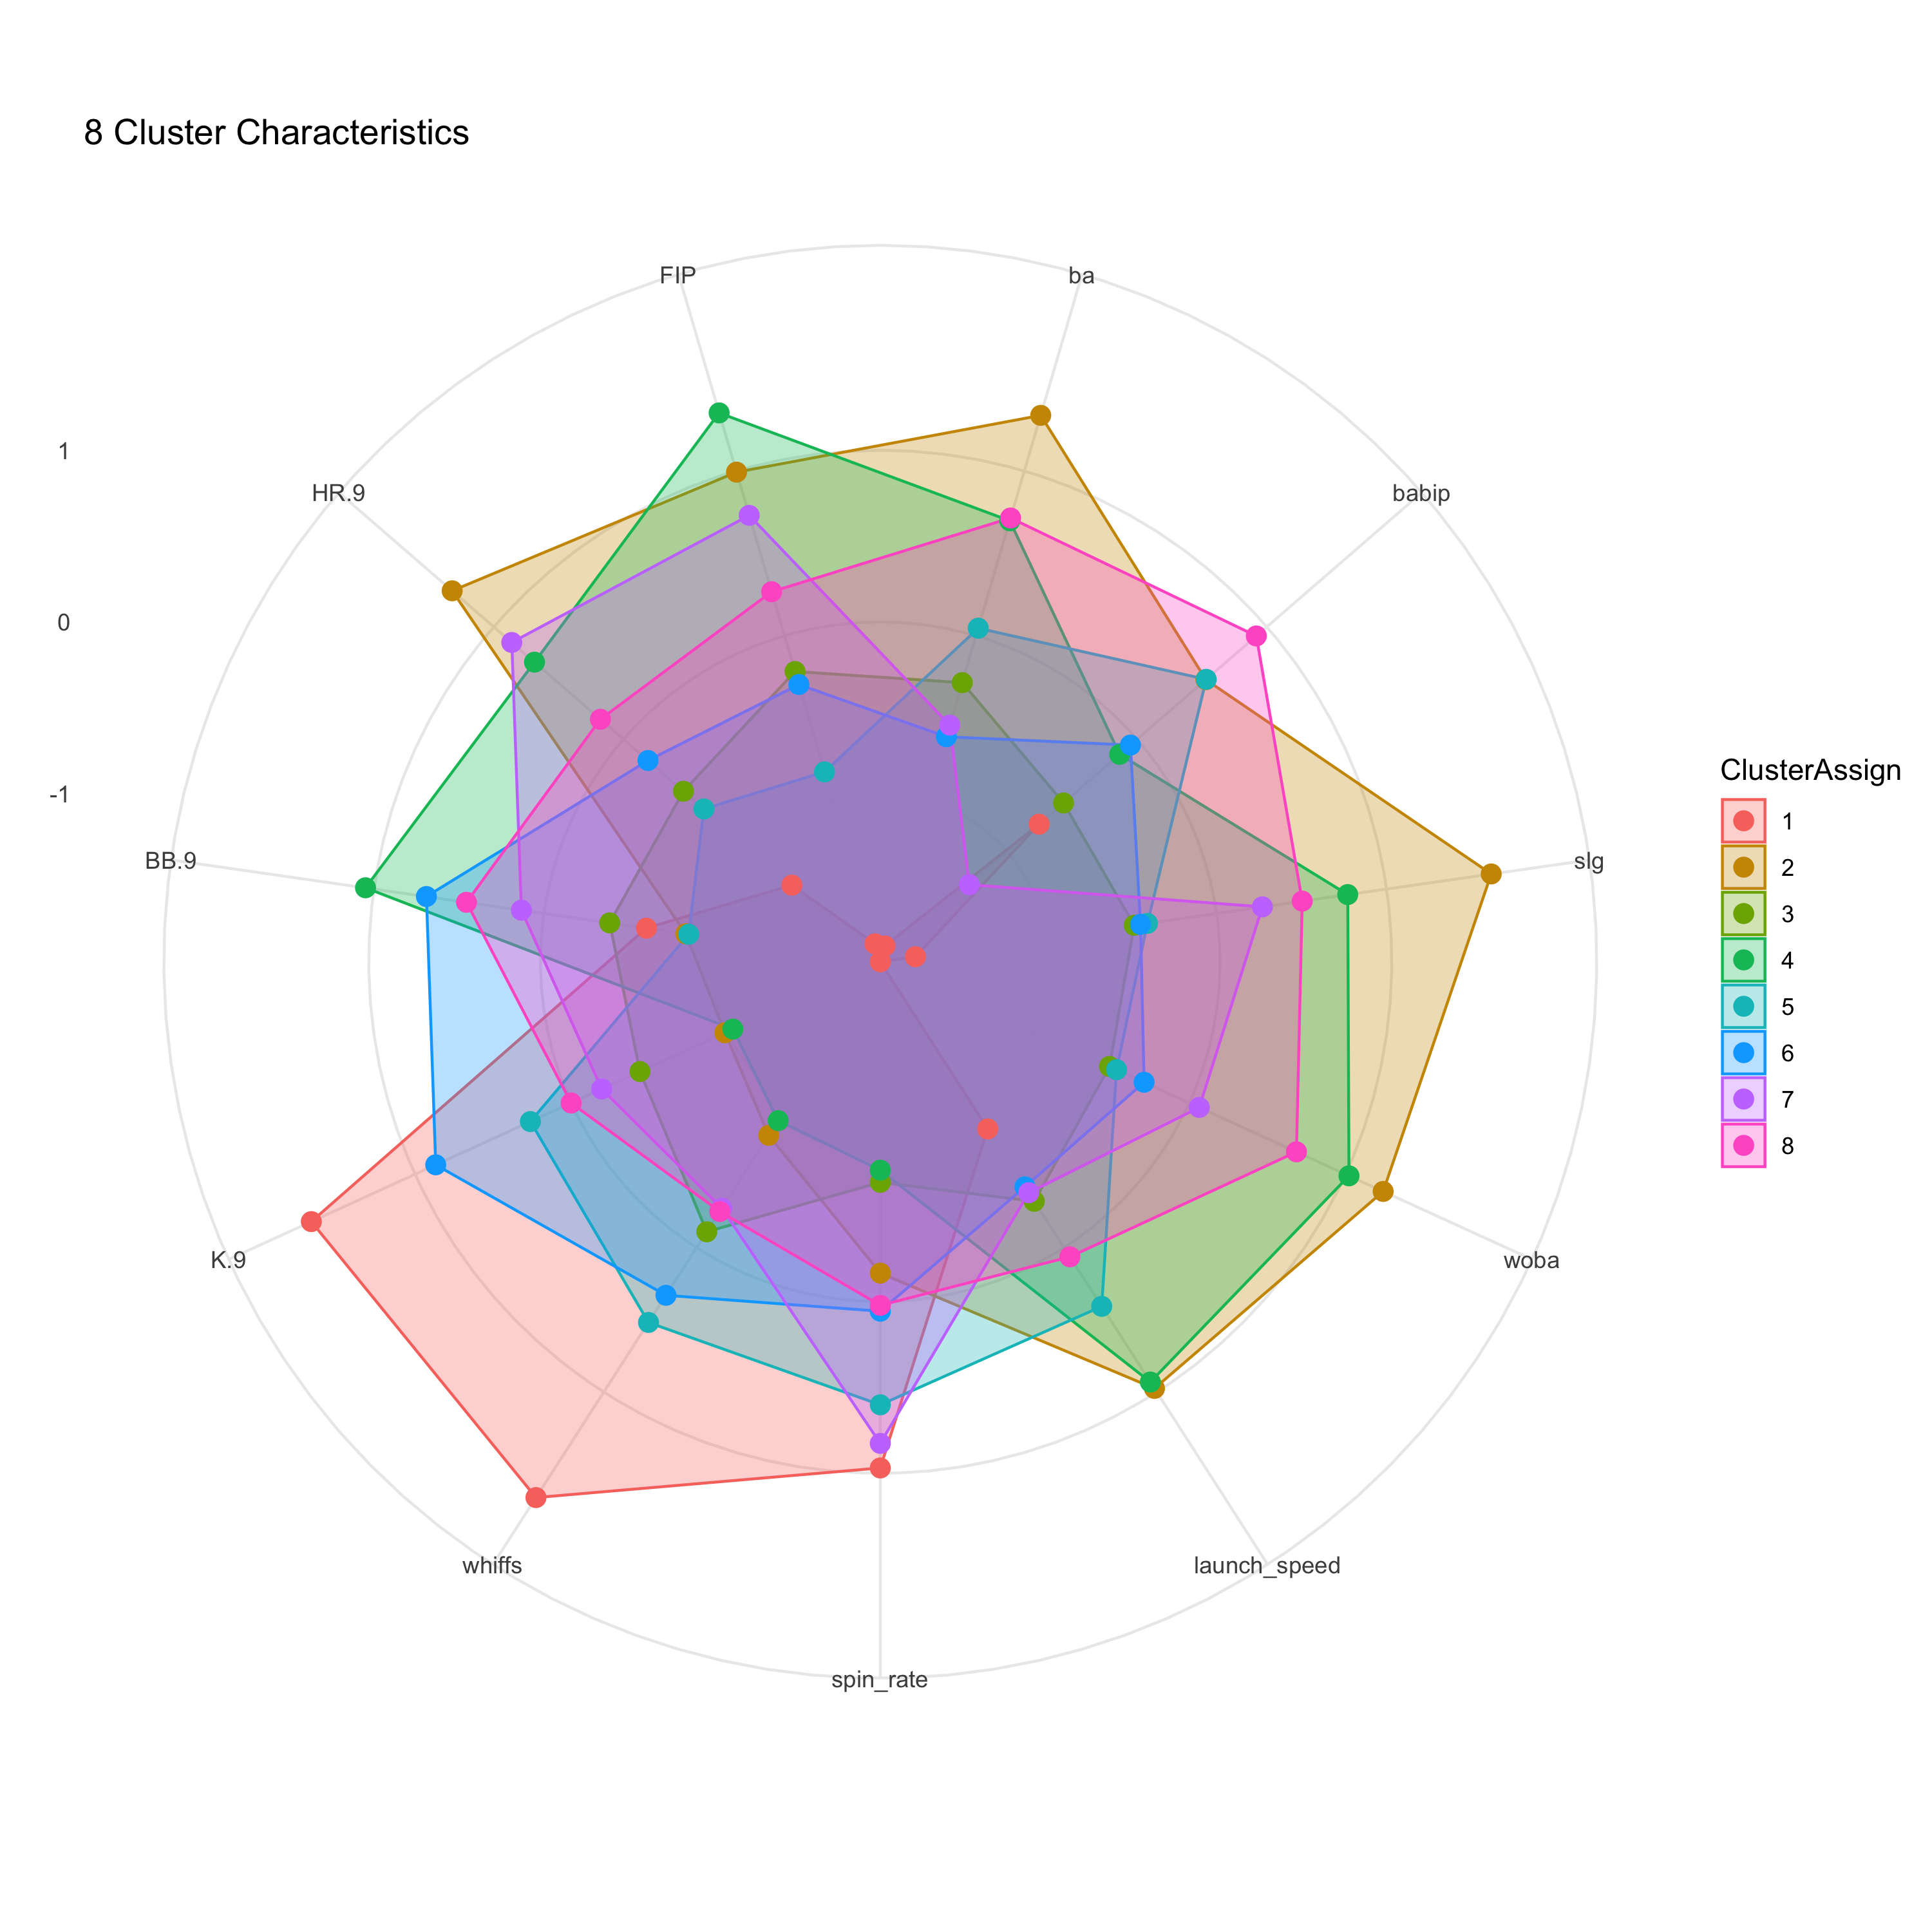 8 Cluster Characteristics
FIP
ba
1
HR.9
babip
0
-1
BB.9
slg
ClusterAssign
1
2
3
4
5
6
7
8
K.9
woba
whiffs
launch_speed
spin_rate